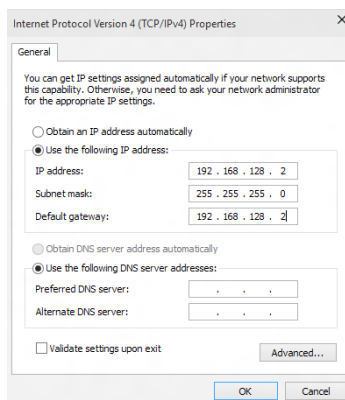 Internet Protocol Version 4 (TCP/IPv4) Properties
General
You can get IP settings assigned automatically if your network supports
this capability. Otherwise, you need to ask your network administrator
for the appropriate IP settings.
Obtain an IP address automatically
Use the following IP address:
IP address: 192 . 168 . 128 . 2
Subnet mask: 255 . 255 . 255 . 0
Default gateway: 192 . 168 . 128 . 2
Obtain DNS server address automatically
Use the following DNS server addresses:
Preferred DNS server: . . .
Alternate DNS server: . . .
Validate settings upon exit
Advanced...
OK Cancel